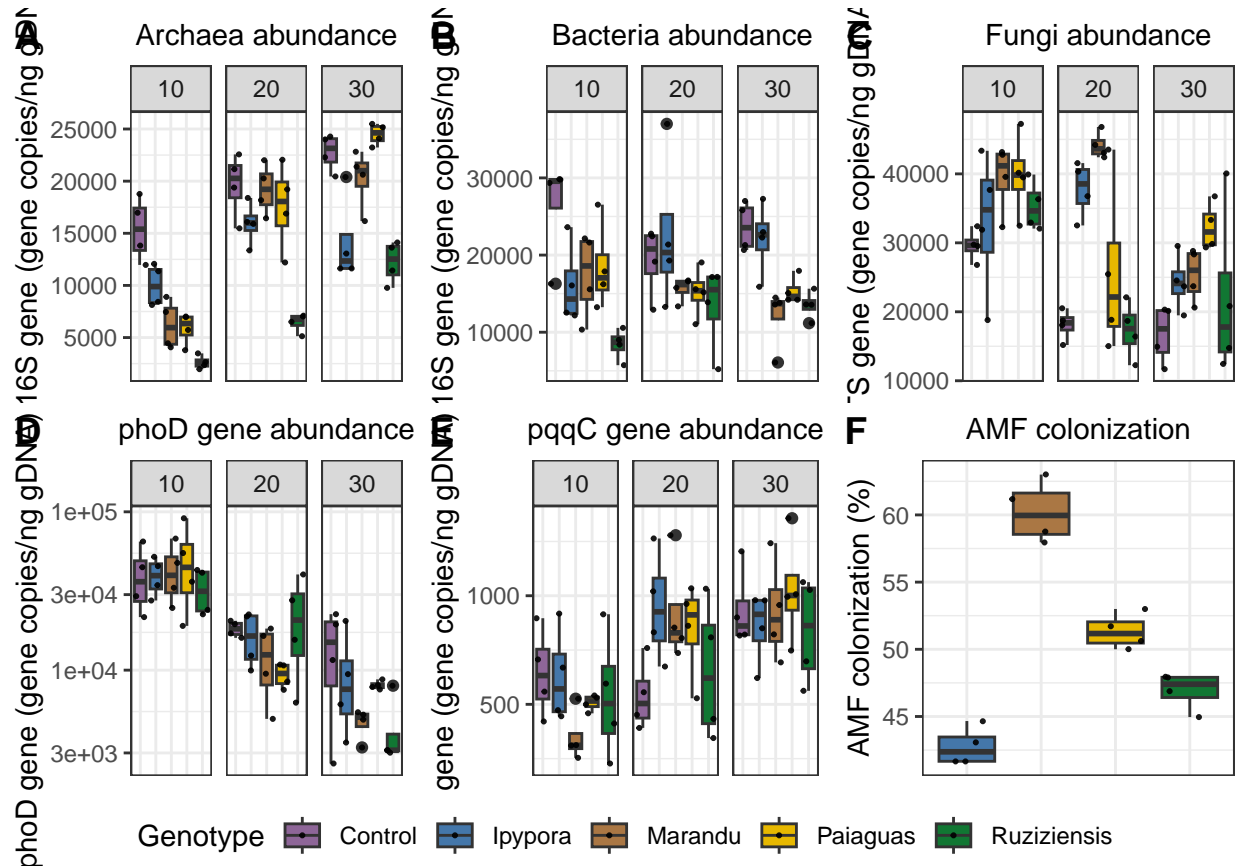 A Archaea abundance
16S gene (gene copies/ng
10 20 30
25000
20000
15000
10000
5000
B Bacteria abundance
16S gene (gene copies/ng
10 20 30
30000
20000
10000
C Fungi abundance
gene (gene copies/ng
10 20 30
40000
30000
20000
10000
D phoD gene abundance
phoD gene (gene copies/ng gDNA)
10 20 30
1e+05
3e+04
1e+04
3e+03
E pqqC gene abundance
gene (gene copies/ng gDNA)
10 20 30
1000
500
F AMF colonization
AMF colonization (%)
60
55
50
45
Genotype Control Ipypora Marandu Paiaguas Ruziziensis